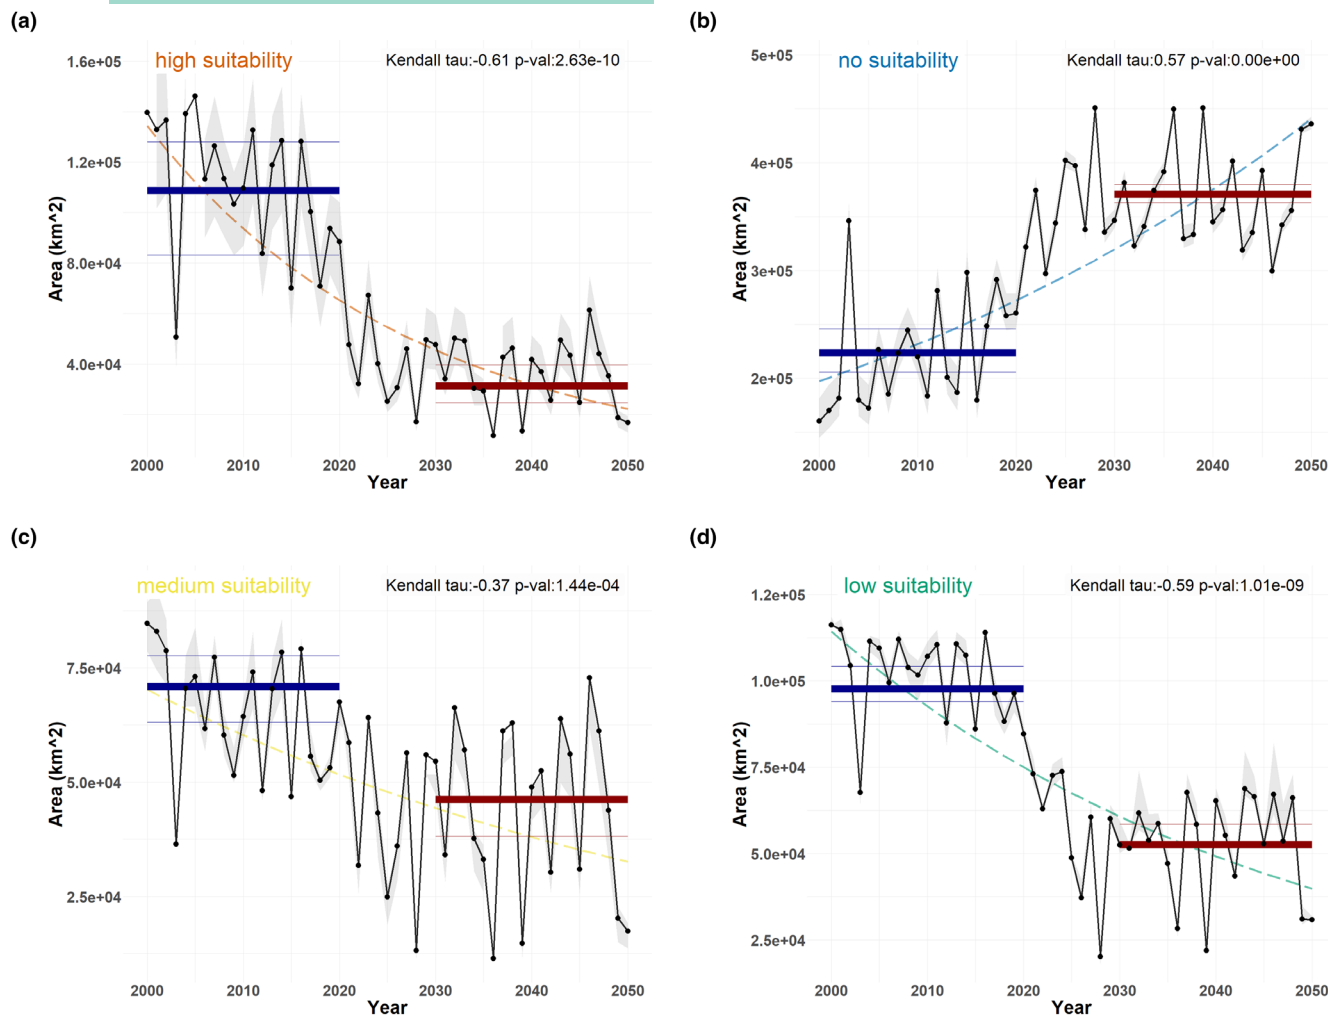 (a)
high suitability
Kendall tau:-0.61 p-val:2.63e-10
1.6e+05
1.2e+05
8.0e+04
4.0e+04
Area (km^2)
2000 2010 2020 2030 2040 2050
Year
(b)
no suitability
Kendall tau:0.57 p-val:0.00e+00
5e+05
4e+05
3e+05
2e+05
Area (km^2)
2000 2010 2020 2030 2040 2050
Year
(c)
medium suitability
Kendall tau:-0.37 p-val:1.44e-04
7.5e+04
5.0e+04
2.5e+04
Area (km^2)
2000 2010 2020 2030 2040 2050
Year
(d)
low suitability
Kendall tau:-0.59 p-val:1.01e-09
1.2e+05
1.0e+05
7.5e+04
5.0e+04
2.5e+04
Area (km^2)
2000 2010 2020 2030 2040 2050
Year